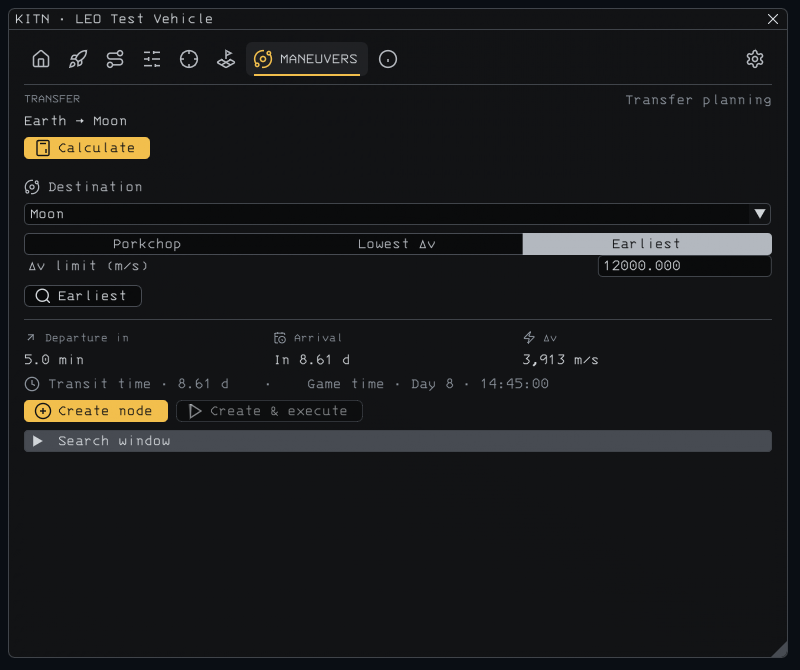 KITN · LEO Test Vehicle
MANEUVERS
TRANSFER
Transfer planning
Earth → Moon
Calculate
Destination
Moon
Porkchop Lowest Δv Earliest
Δv limit (m/s) 12000.000
Earliest
Departure in Arrival Δv
5.0 min In 8.61 d 3,913 m/s
Transit time · 8.61 d · Game time · Day 8 · 14:45:00
Create node Create & execute
Search window